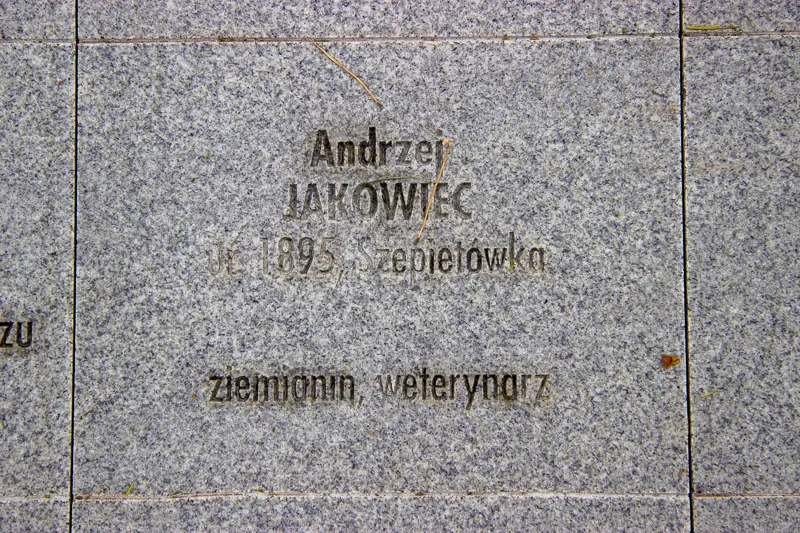 Andrzej
JAKOWIEC
ur. 1895, Szepietówka
ziemianin, weterynarz
zu